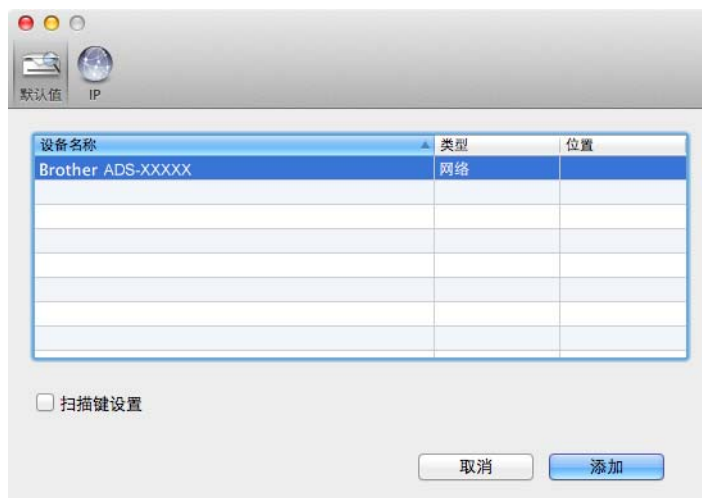 默认值 IP
设备名称 类型 位置
Brother ADS-XXXXX 网络
扫描键设置
取消 添加